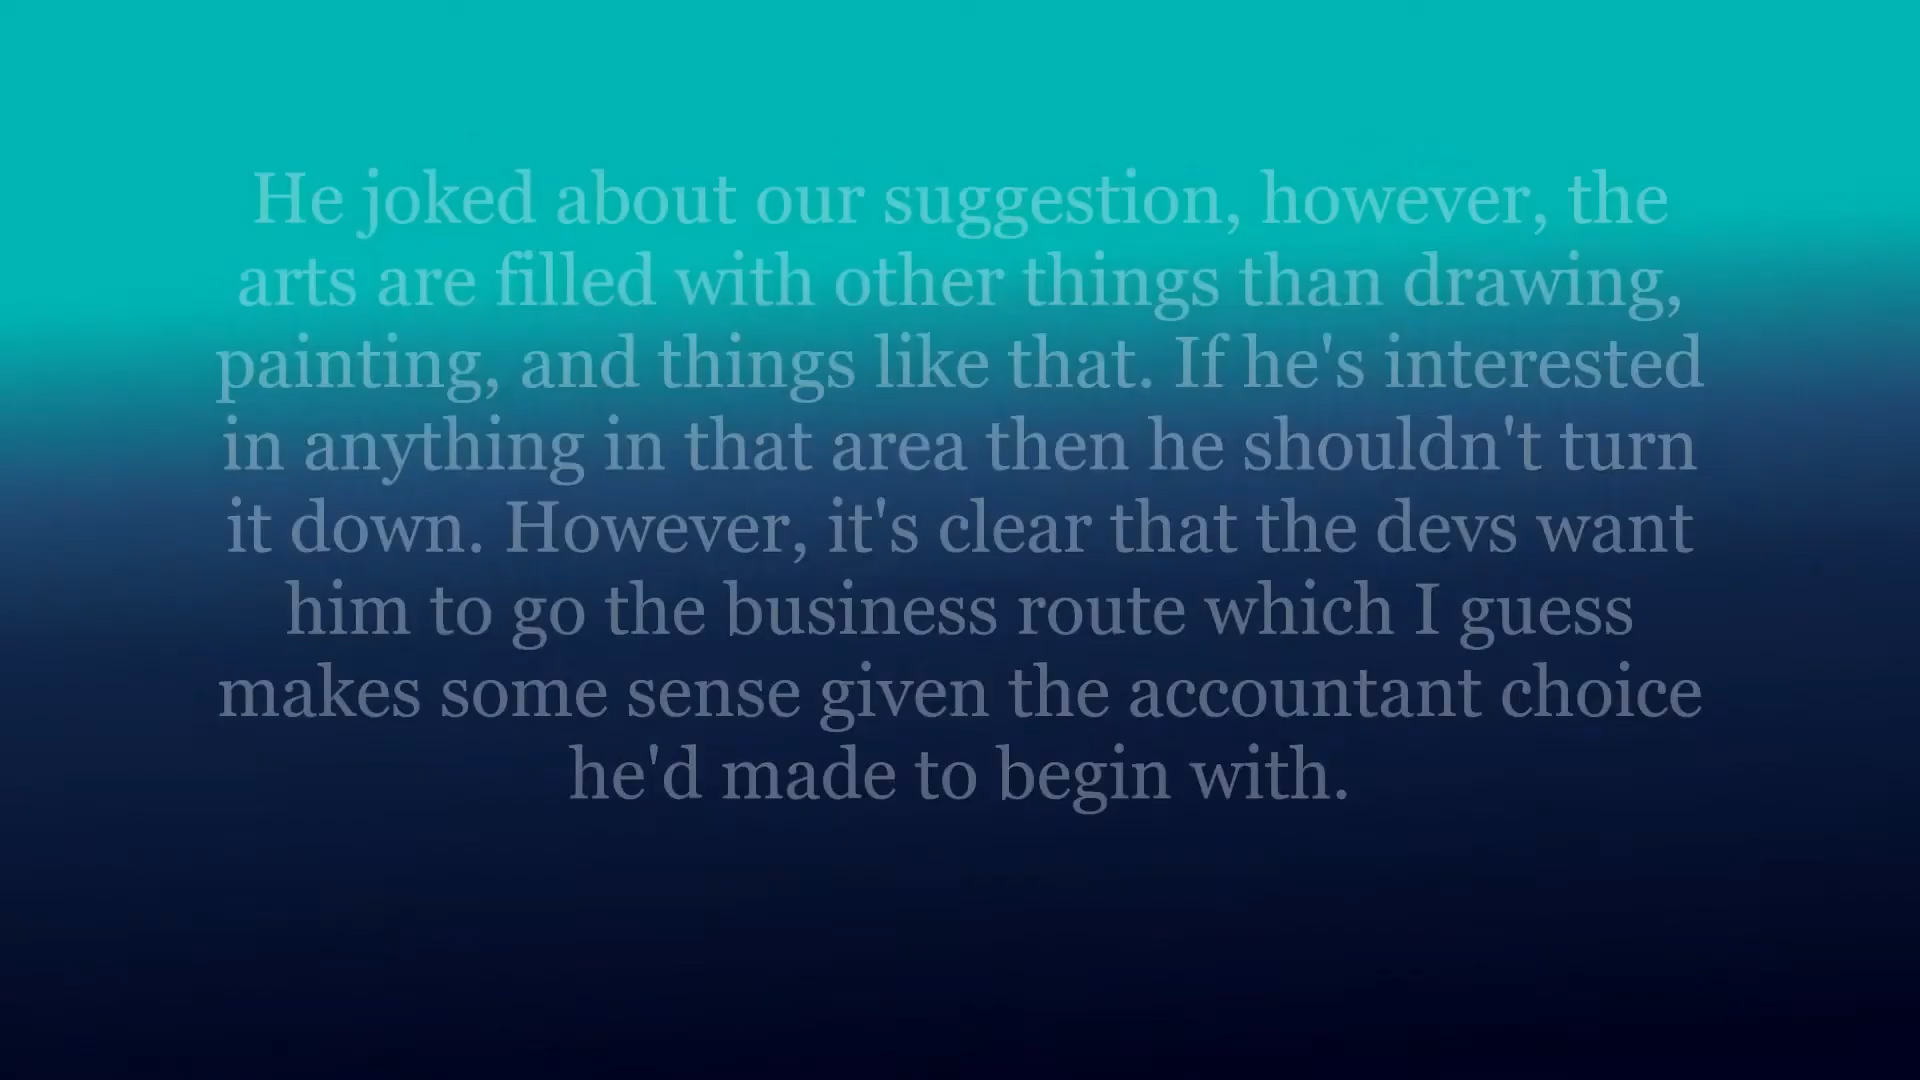 He joked about our suggestion, however, the
arts are filled with other things than drawing,
painting, and things like that. If he's interested
in anything in that area then he shouldn't turn
it down. However, it's clear that the devs want
him to go the business route which I guess
makes some sense given the accountant choice
he'd made to begin with.